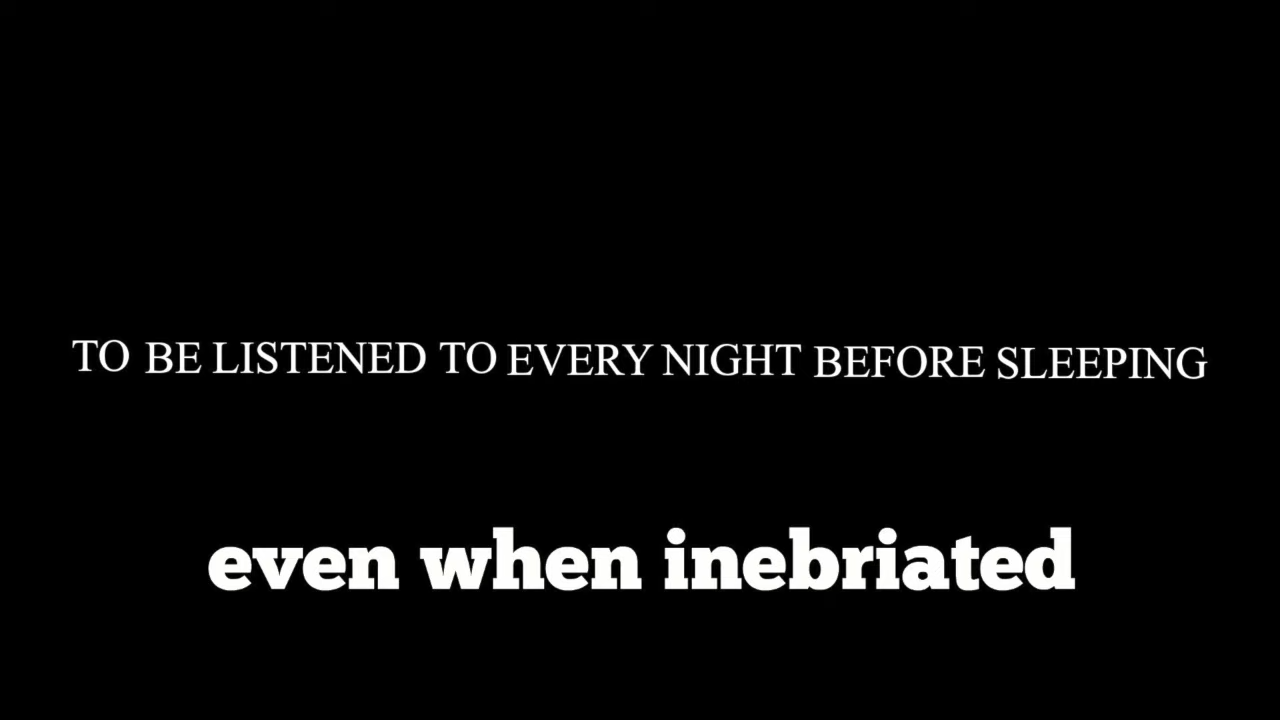 TO BE LISTENED TO EVERY NIGHT BEFORE SLEEPING
even when inebriated